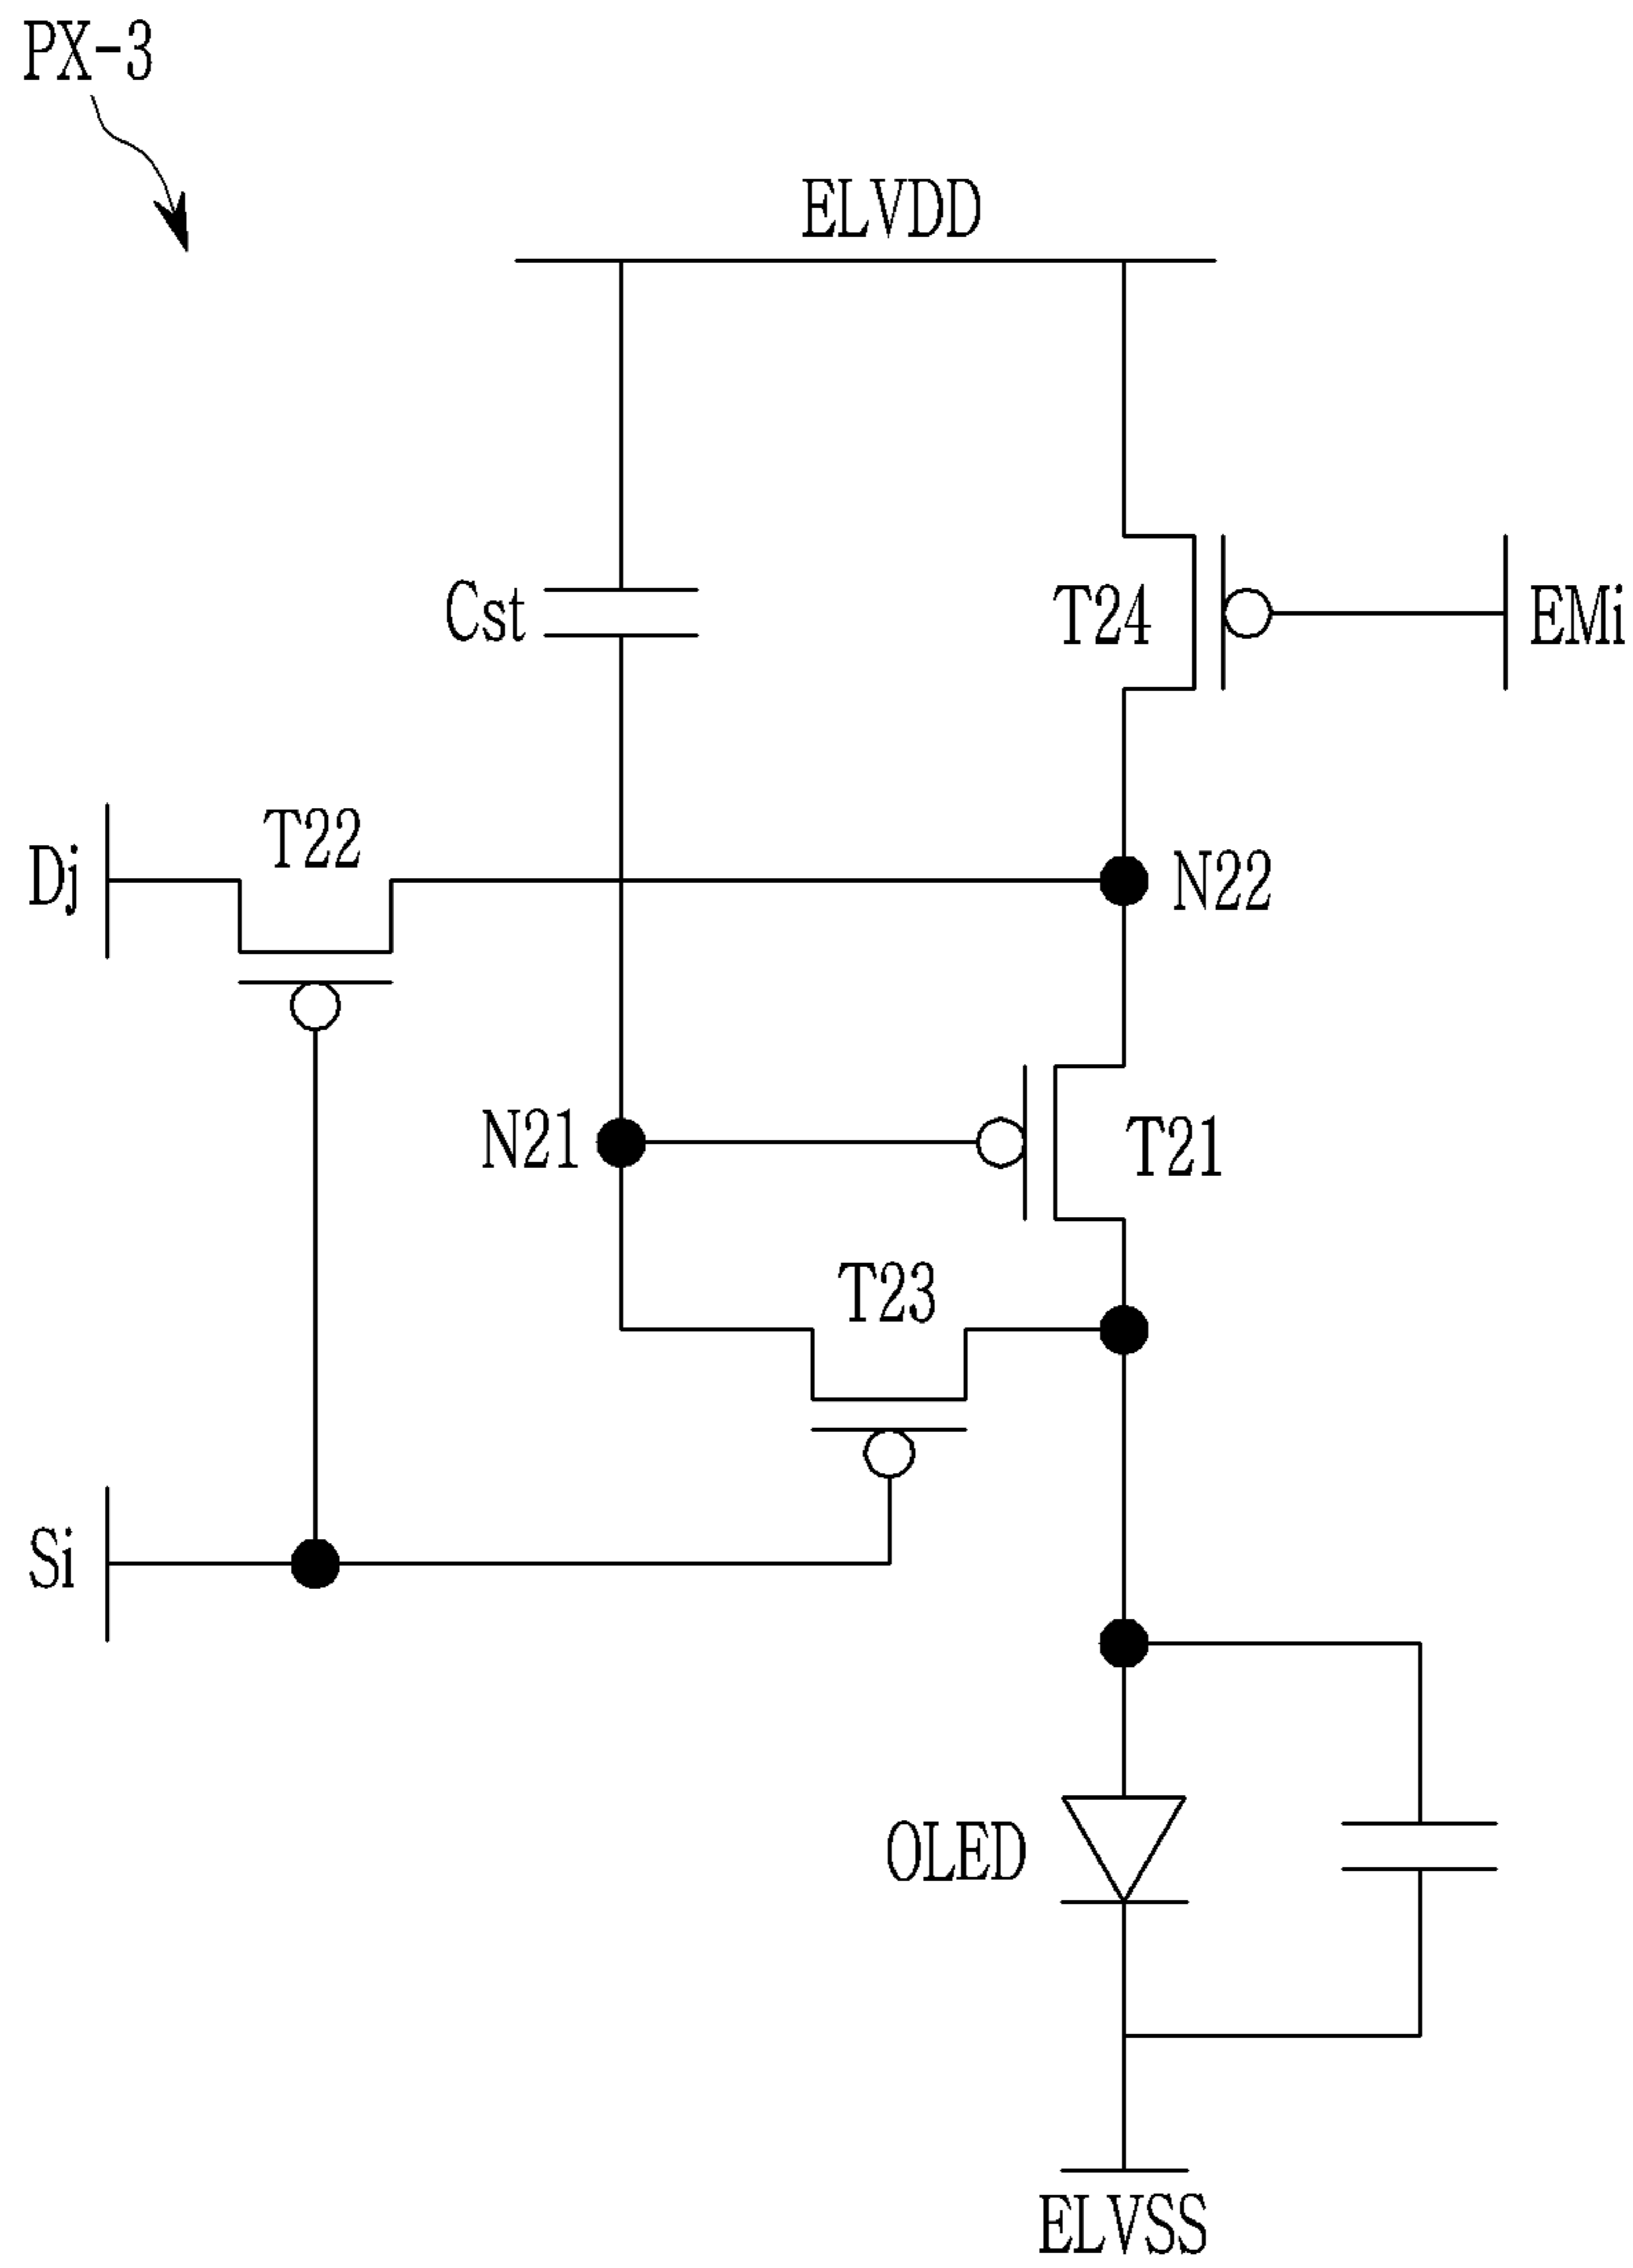 PX-3
ELVDD
Cst
T24
EMi
T22
Dj
N22
N21
T21
T23
Si
OLED
ELVSS